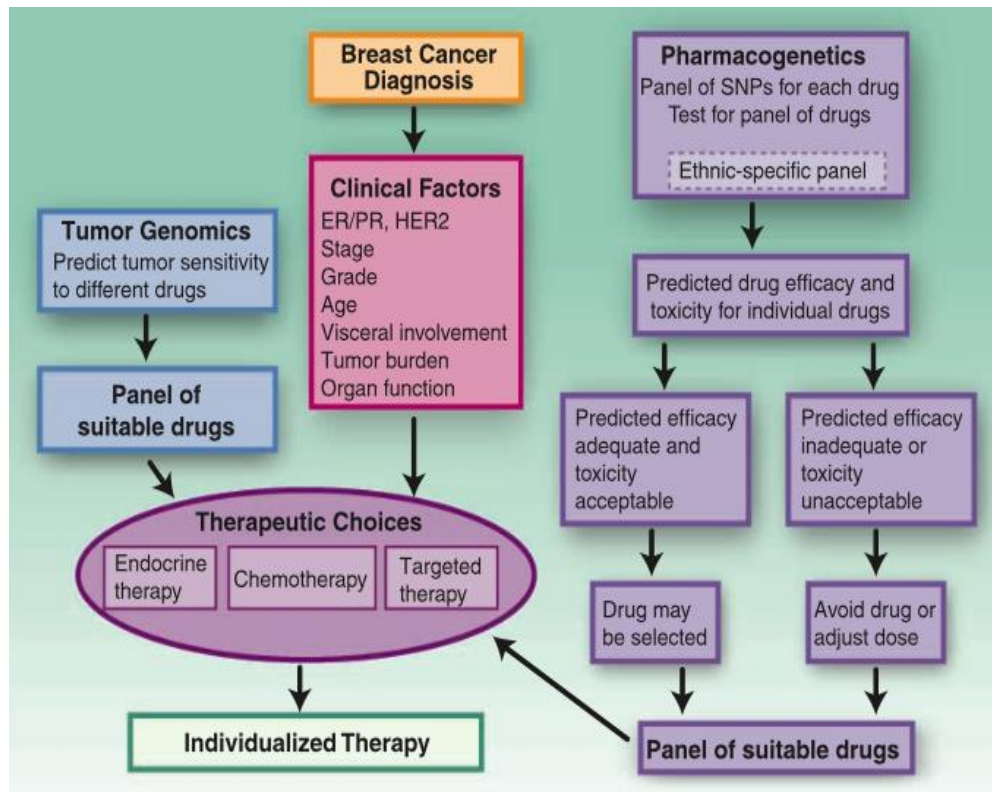 Breast Cancer
Diagnosis
Clinical Factors
ER/PR, HER2
Stage
Grade
Age
Visceral involvement
Tumor burden
Organ function
Tumor Genomics
Predict tumor sensitivity
to different drugs
Panel of
suitable drugs
Pharmacogenetics
Panel of SNPs for each drug
Test for panel of drugs
Ethnic-specific panel
Predicted drug efficacy and
toxicity for individual drugs
Predicted efficacy
adequate and
toxicity
acceptable
Predicted efficacy
inadequate or
toxicity
unacceptable
Drug may
be selected
Avoid drug or
adjust dose
Panel of suitable drugs
Therapeutic Choices
Endocrine
therapy
Chemotherapy
Targeted
therapy
Individualized Therapy